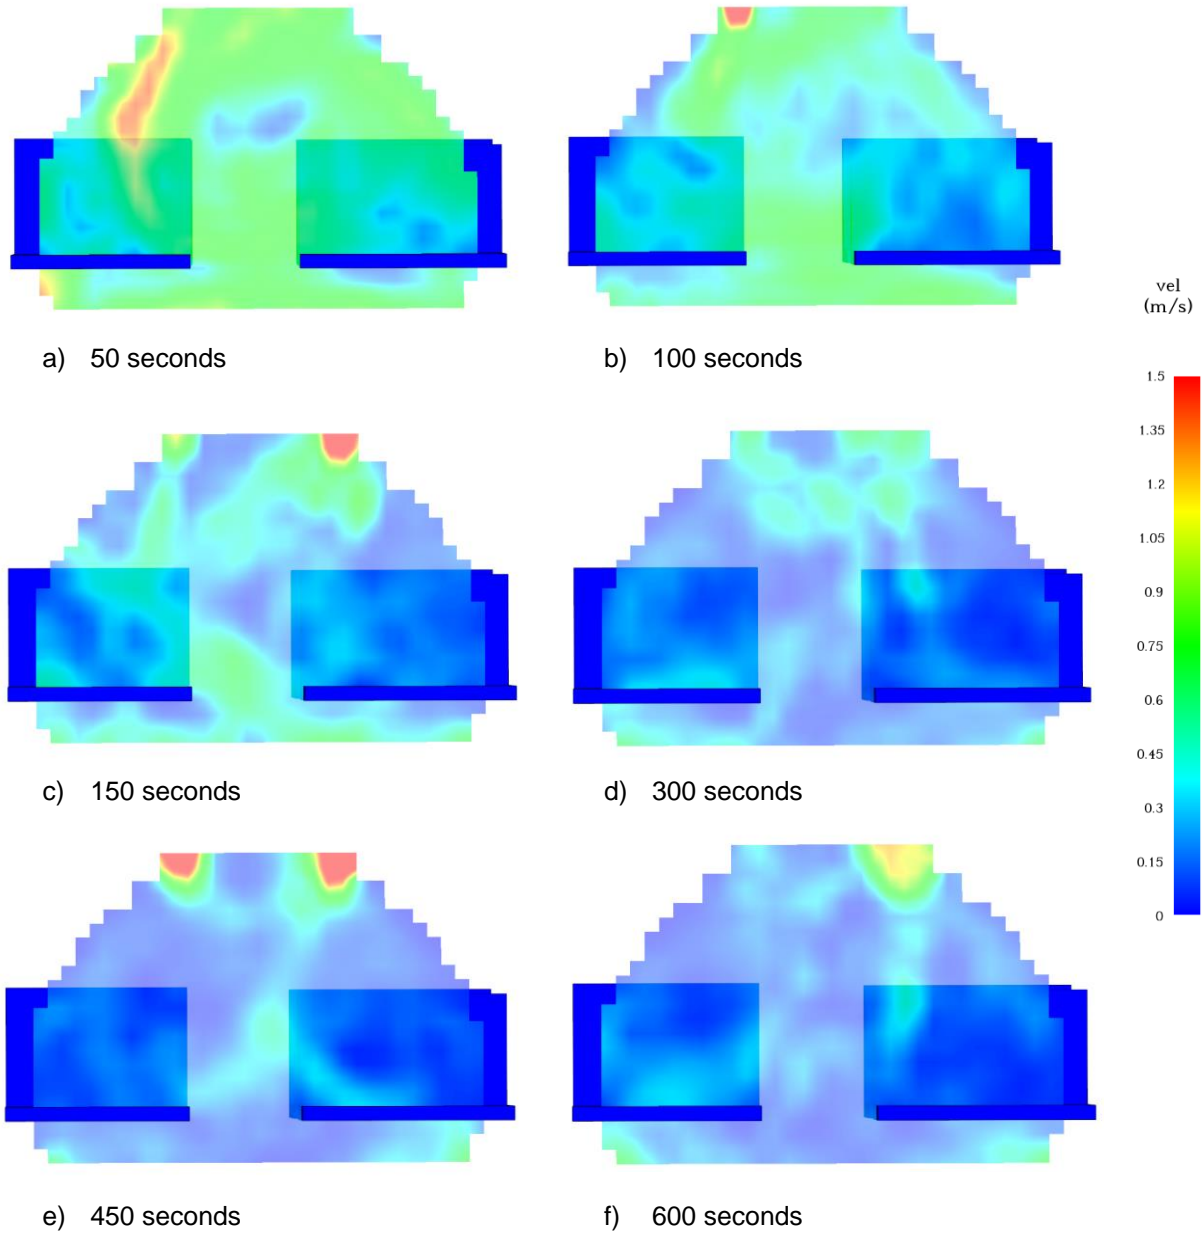 a) 50 seconds
b) 100 seconds
vel
(m/s)
1.5
1.35
1.2
1.05
0.9
0.75
0.6
0.45
0.3
0.15
0
c) 150 seconds
d) 300 seconds
e) 450 seconds
f) 600 seconds